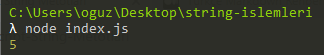 C:\Users\oguz\Desktop\string-islemleri
λ node index.js
5